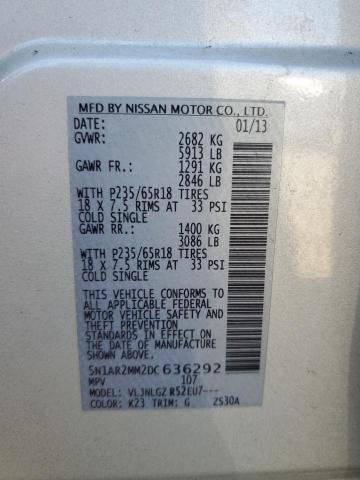 MFD BY NISSAN MOTOR CO., LTD.
DATE: 01/13
GVWR: 2682 KG
5913 LB
GAWR FR.: 1291 KG
2846 LB
WITH P235/65R18 TIRES
18 X 7.5 RIMS AT 33 PSI
COLD SINGLE
GAWR RR.: 1400 KG
3086 LB
WITH P235/65R18 TIRES
18 X 7.5 RIMS AT 33 PSI
COLD SINGLE
THIS VEHICLE CONFORMS TO
ALL APPLICABLE FEDERAL
MOTOR VEHICLE SAFETY AND
THEFT PREVENTION
STANDARDS IN EFFECT ON
THE DATE OF MANUFACTURE
SHOWN ABOVE.
5N1AR2MM2DC636292
MPV 107
MODEL: VLJNLGZ R52EU7---
COLOR: K23 TRIM: G ZS30A